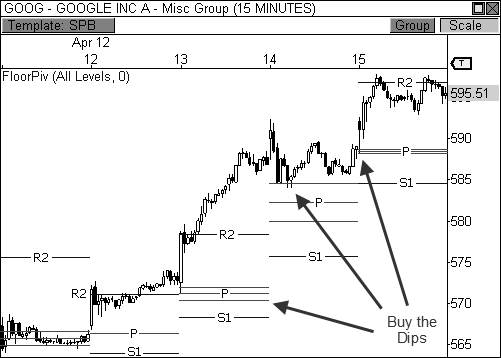 GOOG - GOOGLE INC A - Misc Group (15 MINUTES)
Template: SPB Group Scale
Apr 12
12 13 14 15 T
FloorPiv (All Levels, 0)
R2
595.51
590
P
585
S1
P
580
R2
R2
S1
575
R2
P
570
S1
Buy the
Dips
P
565
S1